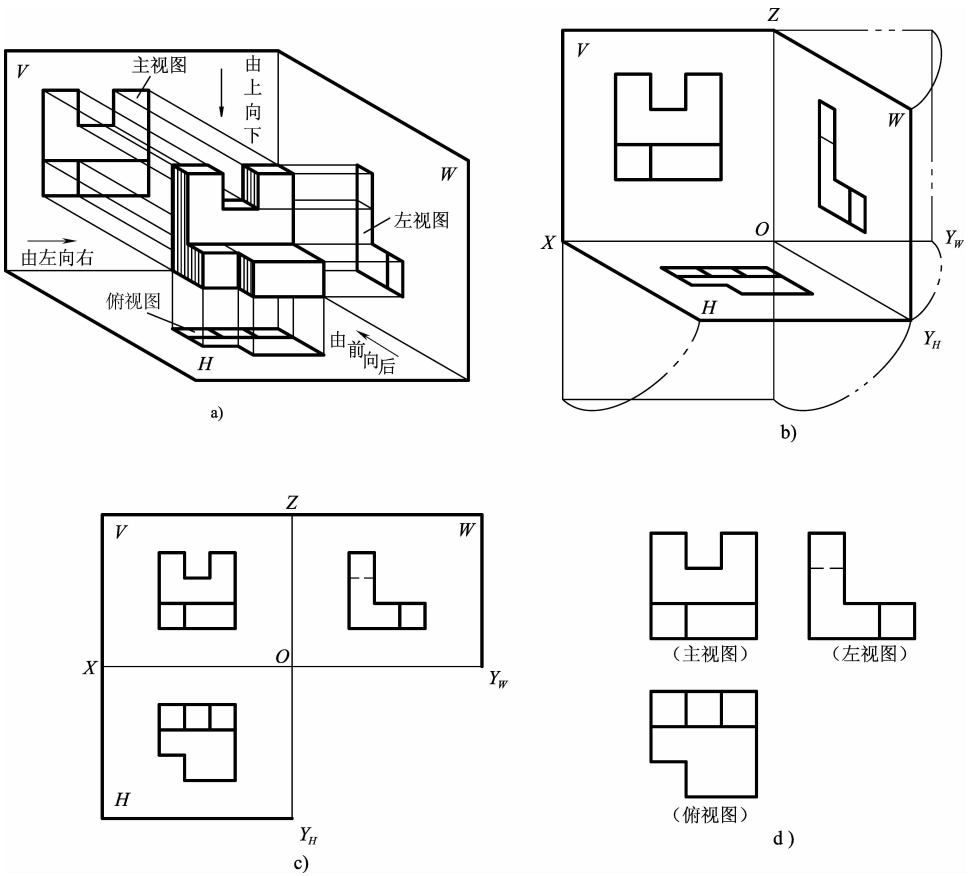 V
主视图
由上向下
W
左视图
由左向右
俯视图
H
由前向后
a)
Z
V
W
X
O
Y_W
H
Y_H
b)
Z
V
W
X
O
Y_W
H
Y_H
c)
(主视图)
(左视图)
(俯视图)
d)